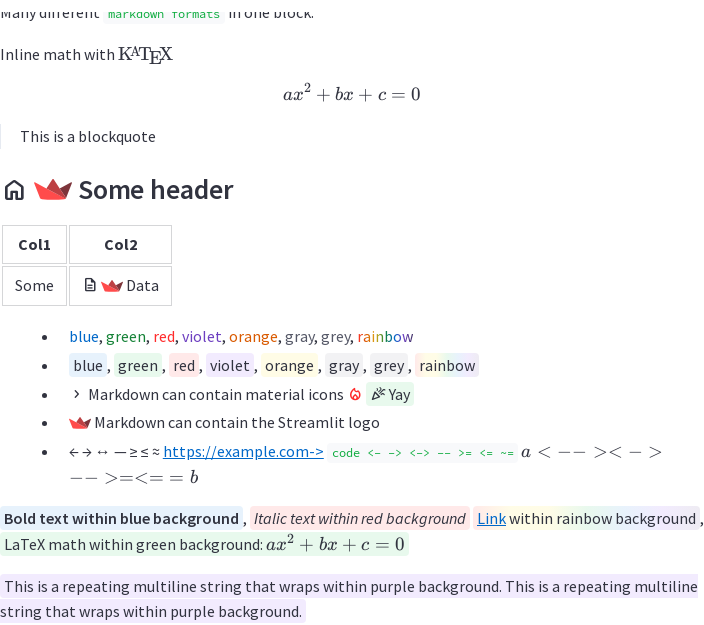 Many different markdown formats in one block.
Inline math with KATEX
ax² + bx + c = 0
This is a blockquote
Some header
Col1 Col2
Some Data
blue, green, red, violet, orange, gray, grey, rainbow
blue , green , red , violet , orange , gray , grey , rainbow
Markdown can contain material icons Yay
Markdown can contain the Streamlit logo
← → ↔ — ≥ ≤ ≈ https://example.com-> code <- -> <-> -- >= <= ~= a < −− >< − >
−− >=<= = b
Bold text within blue background , Italic text within red background Link within rainbow background ,
LaTeX math within green background: ax² + bx + c = 0
This is a repeating multiline string that wraps within purple background. This is a repeating multiline
string that wraps within purple background.